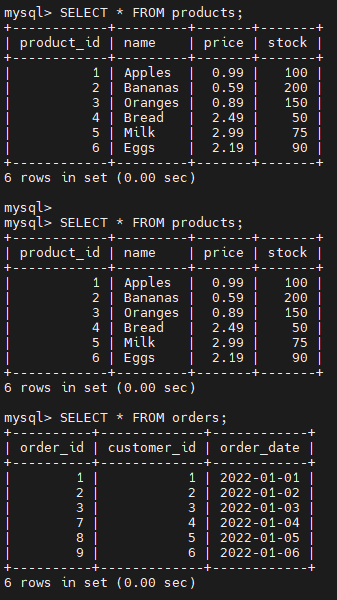 mysql> SELECT * FROM products;
+------------+---------+-------+-------+
| product_id | name    | price | stock |
+------------+---------+-------+-------+
|          1 | Apples  |  0.99 |   100 |
|          2 | Bananas |  0.59 |   200 |
|          3 | Oranges |  0.89 |   150 |
|          4 | Bread   |  2.49 |    50 |
|          5 | Milk    |  2.99 |    75 |
|          6 | Eggs    |  2.19 |    90 |
+------------+---------+-------+-------+
6 rows in set (0.00 sec)

mysql>
mysql> SELECT * FROM products;
+------------+---------+-------+-------+
| product_id | name    | price | stock |
+------------+---------+-------+-------+
|          1 | Apples  |  0.99 |   100 |
|          2 | Bananas |  0.59 |   200 |
|          3 | Oranges |  0.89 |   150 |
|          4 | Bread   |  2.49 |    50 |
|          5 | Milk    |  2.99 |    75 |
|          6 | Eggs    |  2.19 |    90 |
+------------+---------+-------+-------+
6 rows in set (0.00 sec)

mysql> SELECT * FROM orders;
+----------+-------------+------------+
| order_id | customer_id | order_date |
+----------+-------------+------------+
|        1 |           1 | 2022-01-01 |
|        2 |           2 | 2022-01-02 |
|        3 |           3 | 2022-01-03 |
|        7 |           4 | 2022-01-04 |
|        8 |           5 | 2022-01-05 |
|        9 |           6 | 2022-01-06 |
+----------+-------------+------------+
6 rows in set (0.00 sec)